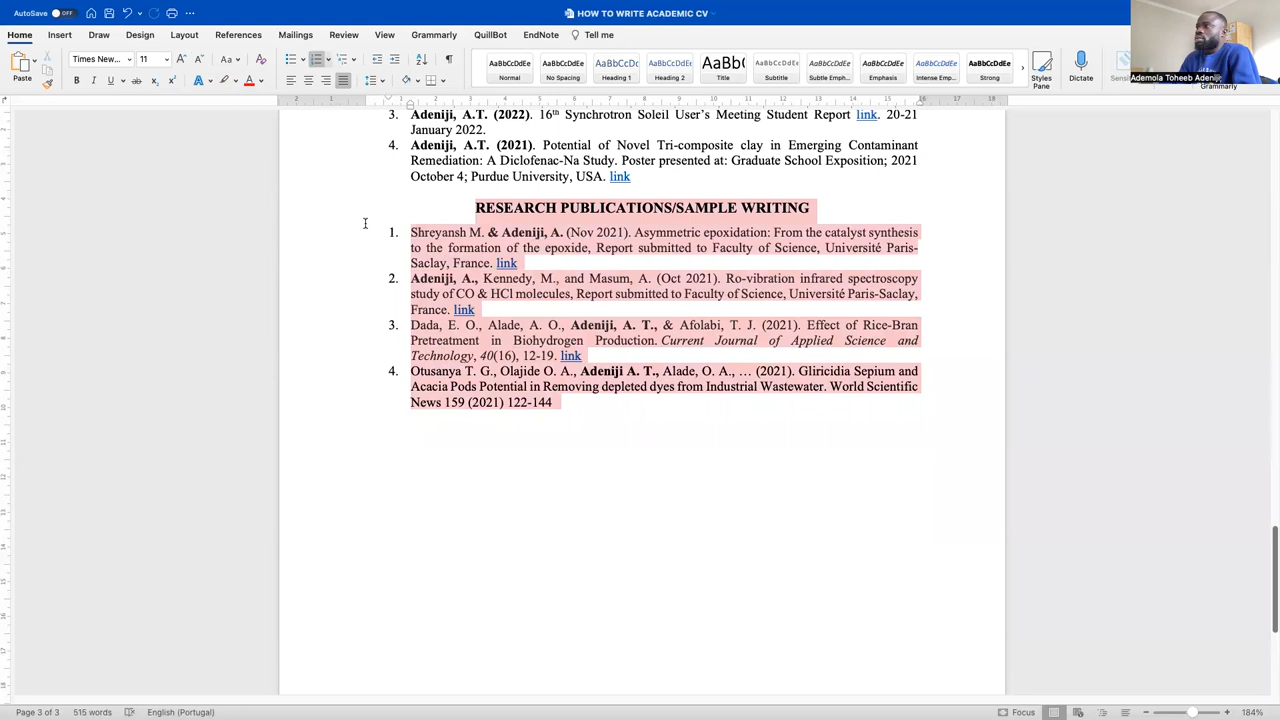 AutoSave OFF
HOW TO WRITE ACADEMIC CV
Home Insert Draw Design Layout References Mailings Review View Grammarly QuillBot EndNote Tell me
Paste
Times New... 11
AaBbCcDdEe AaBbCcDdEe AaBbCcDc AaBbCcDdEe AaBb( AaBbCcDdEe AaBbCcDdEe AaBbCcDdEe AaBbCcDdEe AaBbCcDdEe
Normal No Spacing Heading 1 Heading 2 Title Subtitle Subtle Emph... Emphasis Intense Emp... Strong
Styles Pane
Dictate
Grammarly
Ademola Toheeb Adeniji
3. Adeniji, A.T. (2022). 16th Synchrotron Soleil User’s Meeting Student Report link. 20-21
January 2022.
4. Adeniji, A.T. (2021). Potential of Novel Tri-composite clay in Emerging Contaminant
Remediation: A Diclofenac-Na Study. Poster presented at: Graduate School Exposition; 2021
October 4; Purdue University, USA. link
RESEARCH PUBLICATIONS/SAMPLE WRITING
1. Shreyansh M. & Adeniji, A. (Nov 2021). Asymmetric epoxidation: From the catalyst synthesis
to the formation of the epoxide, Report submitted to Faculty of Science, Université Paris-
Saclay, France. link
2. Adeniji, A., Kennedy, M., and Masum, A. (Oct 2021). Ro-vibration infrared spectroscopy
study of CO & HCl molecules, Report submitted to Faculty of Science, Université Paris-Saclay,
France. link
3. Dada, E. O., Alade, A. O., Adeniji, A. T., & Afolabi, T. J. (2021). Effect of Rice-Bran
Pretreatment in Biohydrogen Production. Current Journal of Applied Science and
Technology, 40(16), 12-19. link
4. Otusanya T. G., Olajide O. A., Adeniji A. T., Alade, O. A., … (2021). Gliricidia Sepium and
Acacia Pods Potential in Removing depleted dyes from Industrial Wastewater. World Scientific
News 159 (2021) 122-144
Page 3 of 3 515 words English (Portugal) Focus 184%